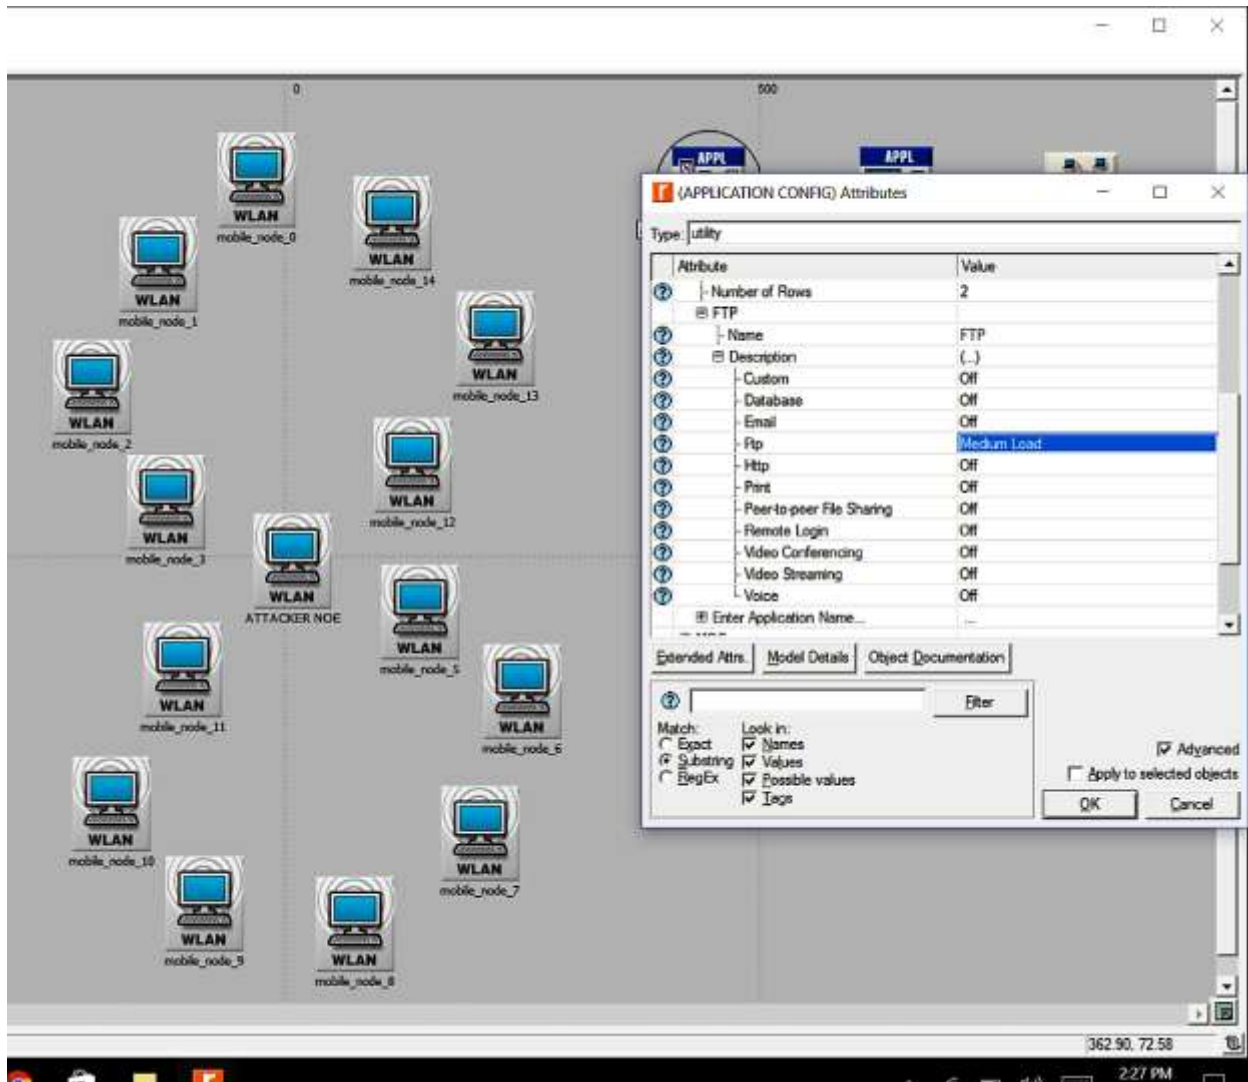 0
500
APPL
APPL
WLAN
mobile_node_0
WLAN
mobile_node_14
WLAN
mobile_node_1
WLAN
mobile_node_13
WLAN
mobile_node_2
WLAN
mobile_node_12
WLAN
mobile_node_3
WLAN
ATTACKER NOE
WLAN
mobile_node_5
WLAN
mobile_node_11
WLAN
mobile_node_6
WLAN
mobile_node_10
WLAN
mobile_node_7
WLAN
mobile_node_9
WLAN
mobile_node_8
(APPLICATION CONFIG) Attributes
Type: utility
Attribute Value
Number of Rows 2
FTP
Name FTP
Description (...)
Custom Off
Database Off
Email Off
Ftp Medium Load
Http Off
Print Off
Peer-to-peer File Sharing Off
Remote Login Off
Video Conferencing Off
Video Streaming Off
Voice Off
Enter Application Name... ...
Extended Attrs. Model Details Object Documentation
Filter
Match: Look in:
Exact Names
Substring Values
RegEx Possible values
Tags
Advanced
Apply to selected objects
OK Cancel
362.90, 72.58
2:27 PM